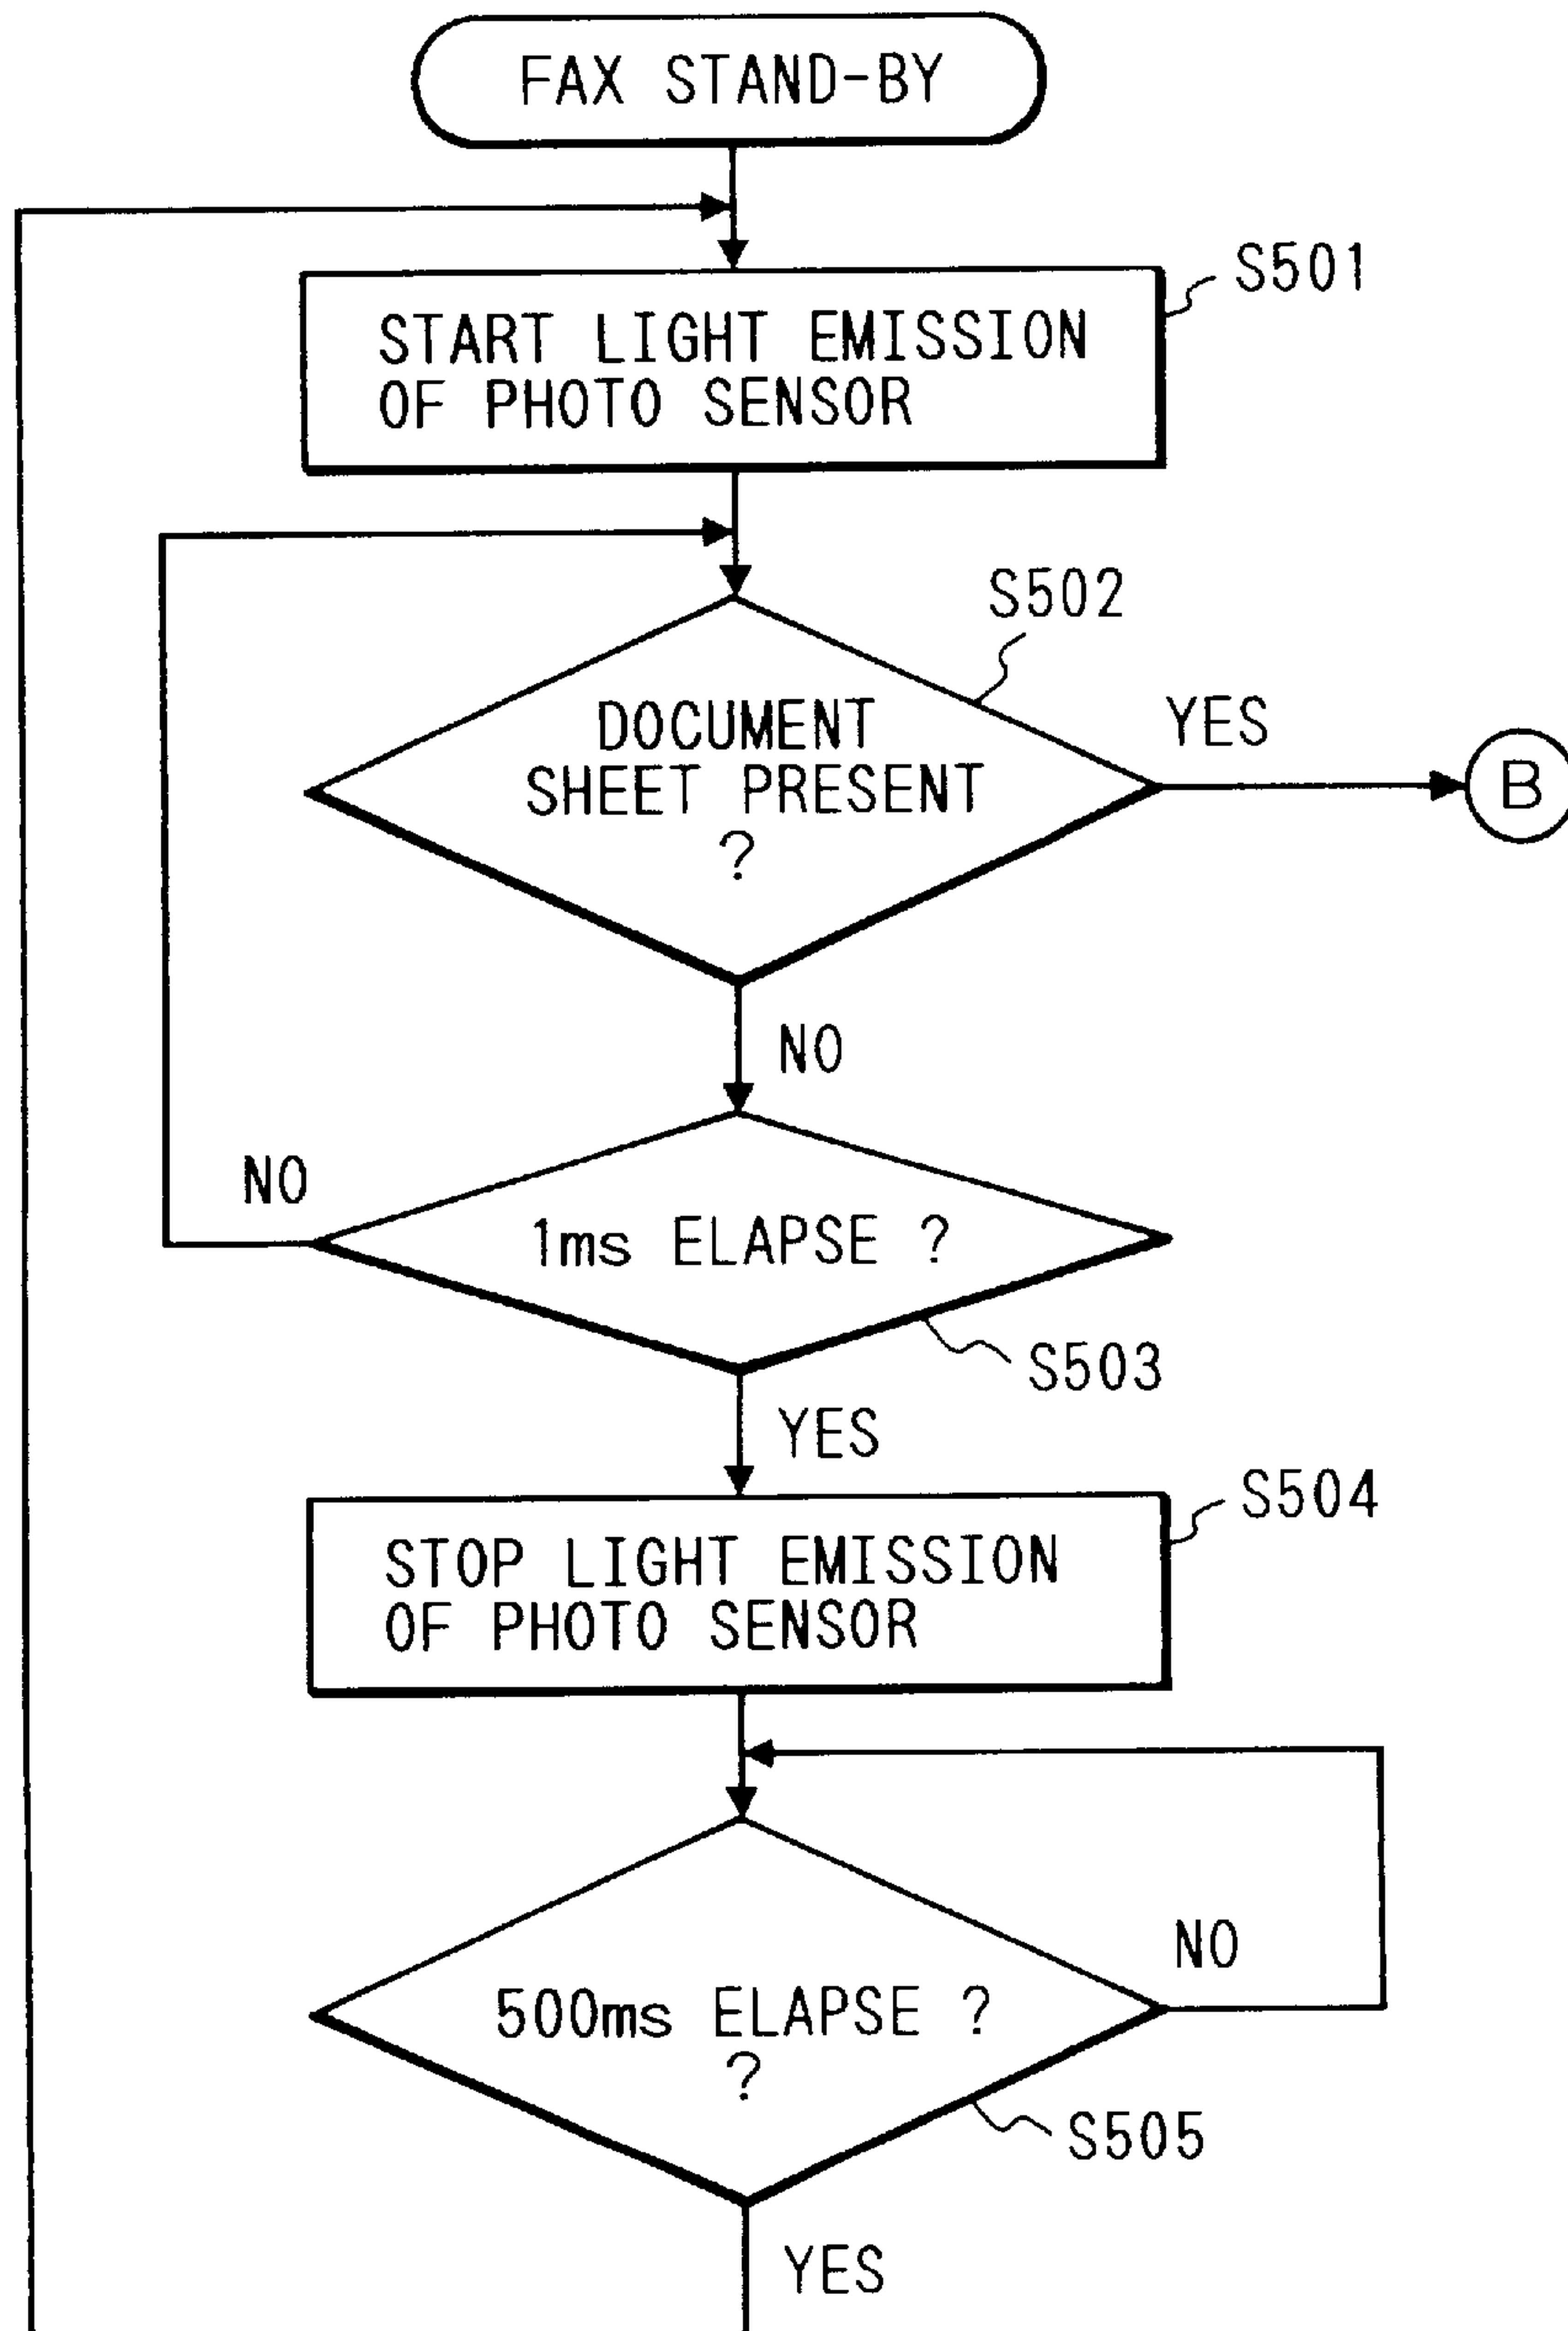 FAX STAND-BY
S501
START LIGHT EMISSION
OF PHOTO SENSOR
S502
DOCUMENT
SHEET PRESENT
?
YES
B
NO
NO
1ms ELAPSE ?
S503
YES
S504
STOP LIGHT EMISSION
OF PHOTO SENSOR
NO
500ms ELAPSE ?
?
S505
YES